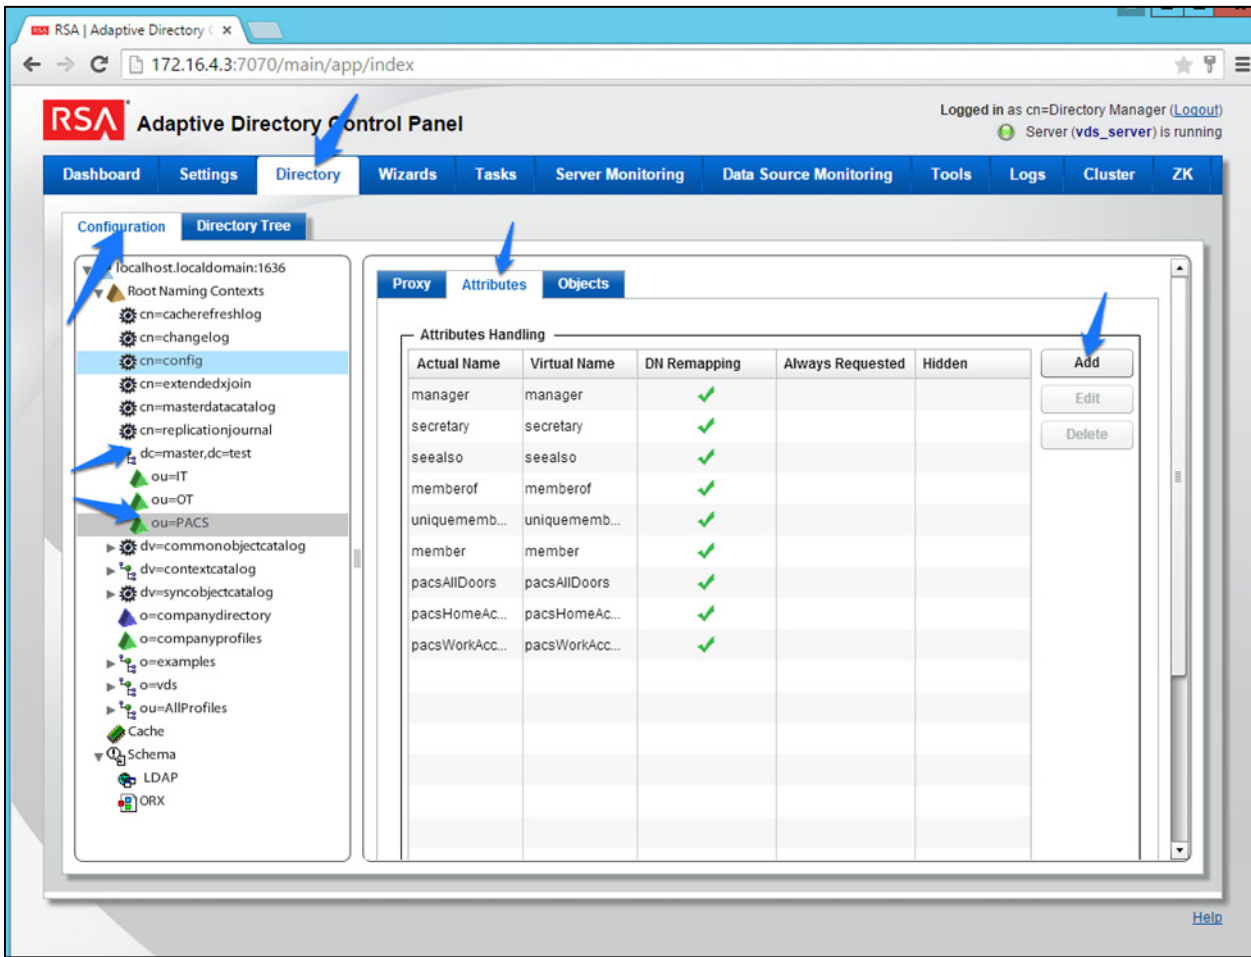 RSA | Adaptive Directory C
172.16.4.3:7070/main/app/index
RSA Adaptive Directory Control Panel
Logged in as cn=Directory Manager (Logout)
Server (vds_server) is running
Dashboard Settings Directory Wizards Tasks Server Monitoring Data Source Monitoring Tools Logs Cluster ZK
Configuration Directory Tree
localhost.localdomain:1636
Root Naming Contexts
cn=cacherefreshlog
cn=changelog
cn=config
cn=extendedxjoin
cn=masterdatacatalog
cn=replicationjournal
dc=master,dc=test
ou=IT
ou=OT
ou=PACS
dv=commonobjectcatalog
dv=contextcatalog
dv=syncobjectcatalog
o=companydirectory
o=companyprofiles
o=examples
o=vds
ou=AllProfiles
Cache
Schema
LDAP
ORX
Proxy Attributes Objects
Attributes Handling
Actual Name Virtual Name DN Remapping Always Requested Hidden
manager manager
secretary secretary
seealso seealso
memberof memberof
uniquememb... uniquememb...
member member
pacsAllDoors pacsAllDoors
pacsHomeAc... pacsHomeAc...
pacsWorkAcc... pacsWorkAcc...
Add
Edit
Delete
Help